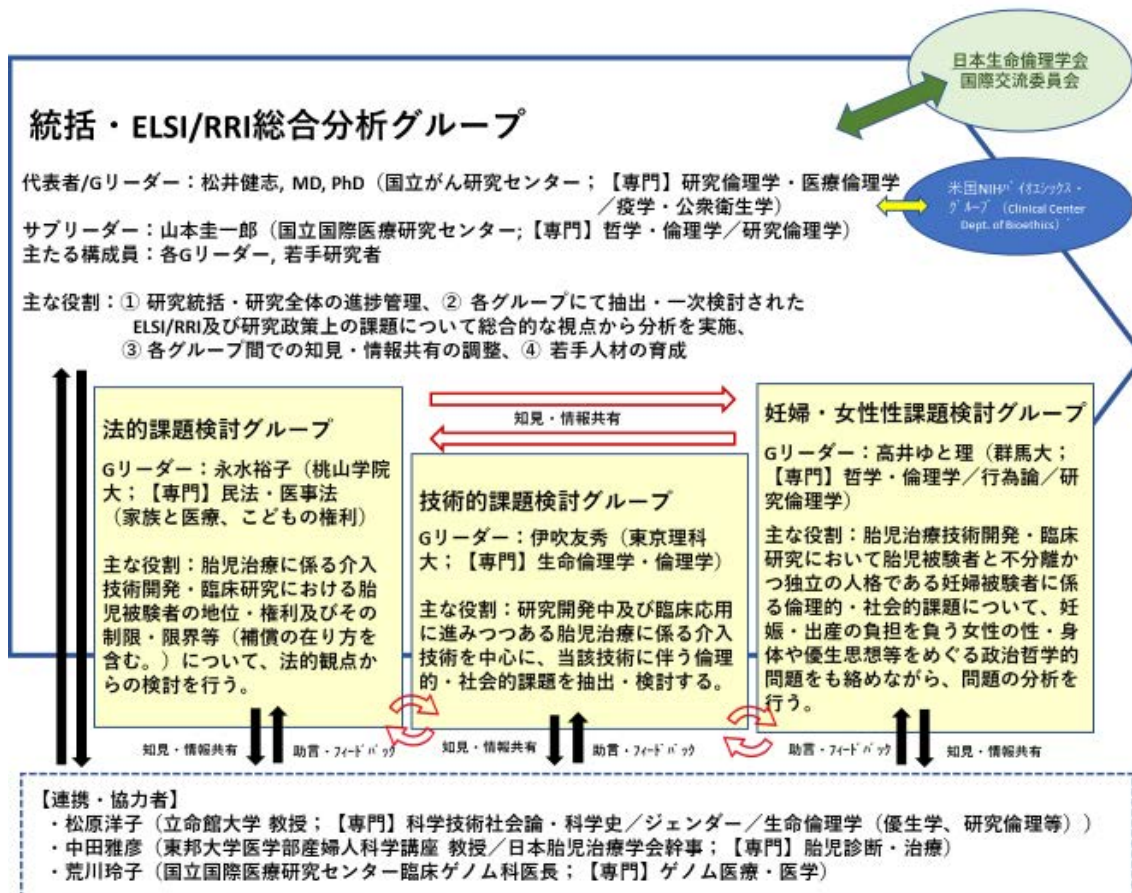 日本生命倫理学会
国際交流委員会
統括・ELSI/RRI総合分析グループ
代表者/Gリーダー：松井健志, MD, PhD（国立がん研究センター；【専門】研究倫理学・医療倫理学
／疫学・公衆衛生学）
サブリーダー：山本圭一郎（国立国際医療研究センター;【専門】哲学・倫理学／研究倫理学）
主たる構成員：各Gリーダー, 若手研究者
米国NIHﾊﾞｲｵｴｼｯｸｽ・
ｸﾞﾙｰﾌﾟ（Clinical Center
Dept. of Bioethics）
主な役割：① 研究統括・研究全体の進捗管理、② 各グループにて抽出・一次検討された
ELSI/RRI及び研究政策上の課題について総合的な視点から分析を実施、
③ 各グループ間での知見・情報共有の調整、④ 若手人材の育成
法的課題検討グループ
Gリーダー：永水裕子（桃山学院
大；【専門】民法・医事法
（家族と医療、こどもの権利）
主な役割：胎児治療に係る介入
技術開発・臨床研究における胎
児被験者の地位・権利及びその
制限・限界等（補償の在り方を
含む。）について、法的観点か
らの検討を行う。
知見・情報共有
技術的課題検討グループ
Gリーダー：伊吹友秀（東京理科
大；【専門】生命倫理学・倫理学）
主な役割：研究開発中及び臨床応用
に進みつつある胎児治療に係る介入
技術を中心に、当該技術に伴う倫理
的・社会的課題を抽出・検討する。
妊婦・女性性課題検討グループ
Gリーダー：高井ゆと理（群馬大；
【専門】哲学・倫理学／行為論／研
究倫理学）
主な役割：胎児治療技術開発・臨床
研究において胎児被験者と不分離か
つ独立の人格である妊婦被験者に係
る倫理的・社会的課題について、妊
娠・出産の負担を負う女性の性・身
体や優生思想等をめぐる政治哲学的
問題をも絡めながら、問題の分析を
行う。
知見・情報共有
助言・ﾌｨｰﾄﾞﾊﾞｯｸ
知見・情報共有
助言・ﾌｨｰﾄﾞﾊﾞｯｸ
助言・ﾌｨｰﾄﾞﾊﾞｯｸ
知見・情報共有
【連携・協力者】
・松原洋子（立命館大学 教授；【専門】科学技術社会論・科学史／ジェンダー／生命倫理学（優生学、研究倫理等））
・中田雅彦（東邦大学医学部産婦人科学講座 教授／日本胎児治療学会幹事；【専門】胎児診断・治療）
・荒川玲子（国立国際医療研究センター臨床ゲノム科医長；【専門】ゲノム医療・医学）